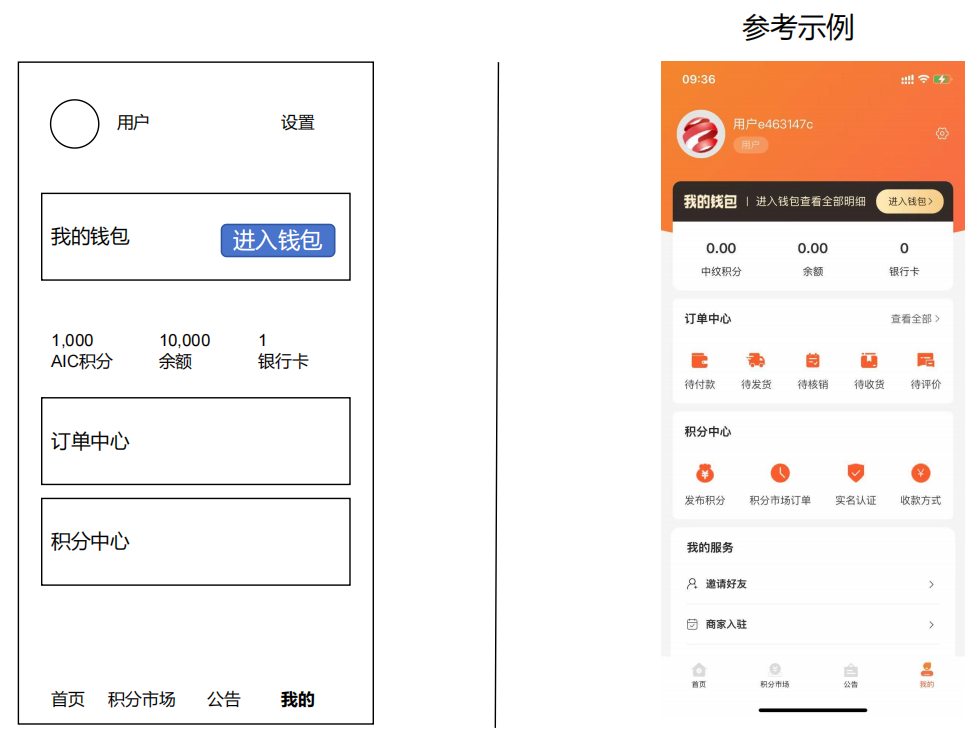 参考示例
用户 设置
我的钱包 进入钱包
1,000 10,000 1
AIC积分 余额 银行卡
订单中心
积分中心
首页 积分市场 公告 我的
09:36
用户e463147c
用户
我的钱包 | 进入钱包查看全部明细 进入钱包>
0.00 0.00 0
中纹积分 余额 银行卡
订单中心 查看全部>
待付款 待发货 待核销 待收货 待评价
积分中心
发布积分 积分市场订单 实名认证 收款方式
我的服务
邀请好友
商家入驻
首页 积分市场 公告 我的